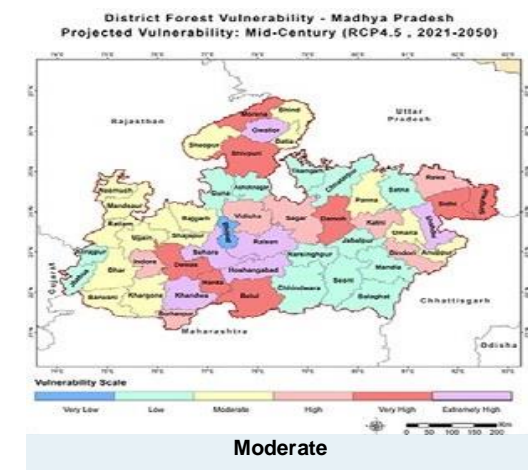 District Forest Vulnerability - Madhya Pradesh
Projected Vulnerability: Mid-Century (RCP4.5 , 2021-2050)
Rajasthan
Uttar
Pradesh
Morena
Bhind
Gwalior
Datia
Sheopur
Shivpuri
Tikamgarh
Chhatarpur
Rewa
Neemuch
Guna
Ashoknagar
Panna
Satna
Sidhi
Mandsaur
Rajgarh
Vidisha
Sagar
Damoh
Katni
Umaria
Ratlam
Ujjain
Shajapur
Raisen
Jabalpur
Anuppur
Sehore
Narsinghpur
Dindori
Indore
Dewas
Hoshangabad
Mandla
Gujarat
Jhabua
Dhar
Harda
Chhindwara
Seoni
Barwani
Khargone
Khandwa
Betul
Balaghat
Chhattisgarh
Burhanpur
Maharashtra
Odisha
Vulnerability Scale
Very Low
Low
Moderate
High
Very High
Extremely High
Km
0 50 100 150 200
Moderate